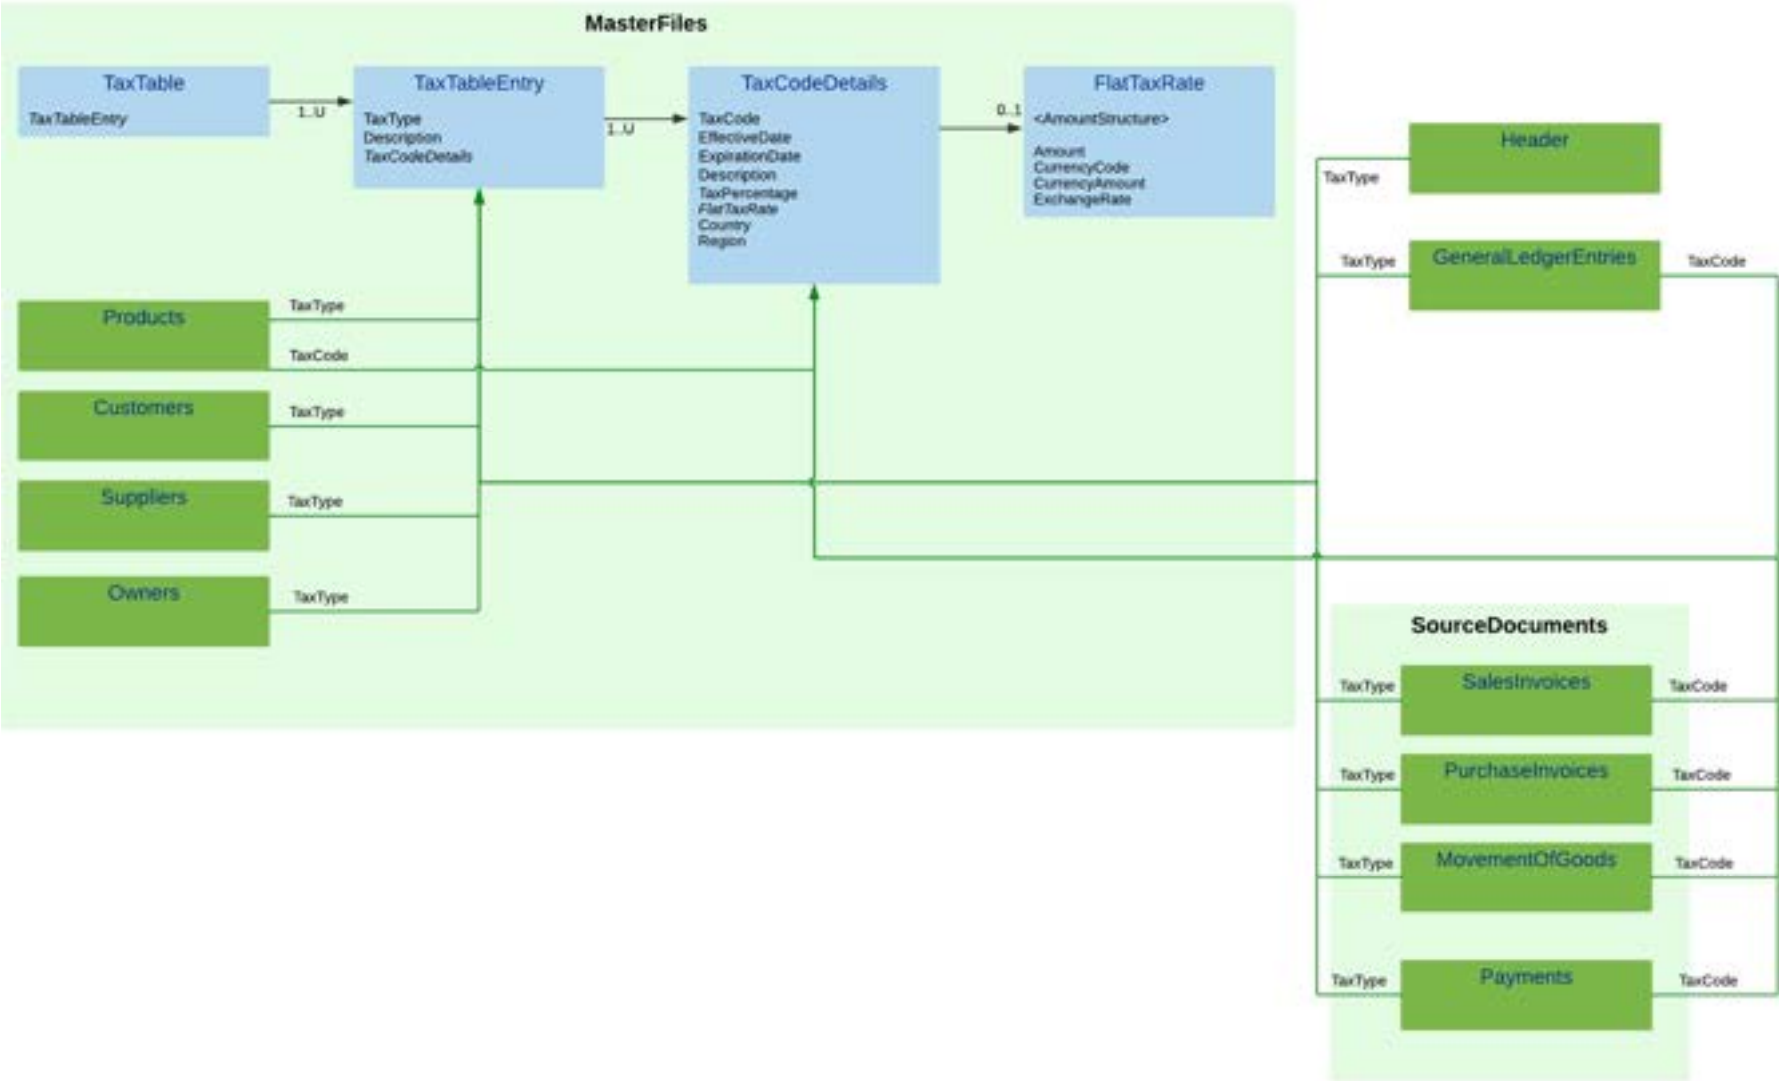 MasterFiles
TaxTable
TaxTableEntry
1..U
TaxTableEntry
TaxType
Description
TaxCodeDetails
1..U
TaxCodeDetails
TaxCode
EffectiveDate
ExpirationDate
Description
TaxPercentage
FlatTaxRate
Country
Region
0..1
FlatTaxRate
<AmountStructure>
Amount
CurrencyCode
CurrencyAmount
ExchangeRate
Header
TaxType
TaxType
GeneralLedgerEntries
TaxCode
Products
TaxType
TaxCode
Customers
TaxType
Suppliers
TaxType
Owners
TaxType
SourceDocuments
TaxType
SalesInvoices
TaxCode
TaxType
PurchaseInvoices
TaxCode
TaxType
MovementOfGoods
TaxCode
TaxType
Payments
TaxCode